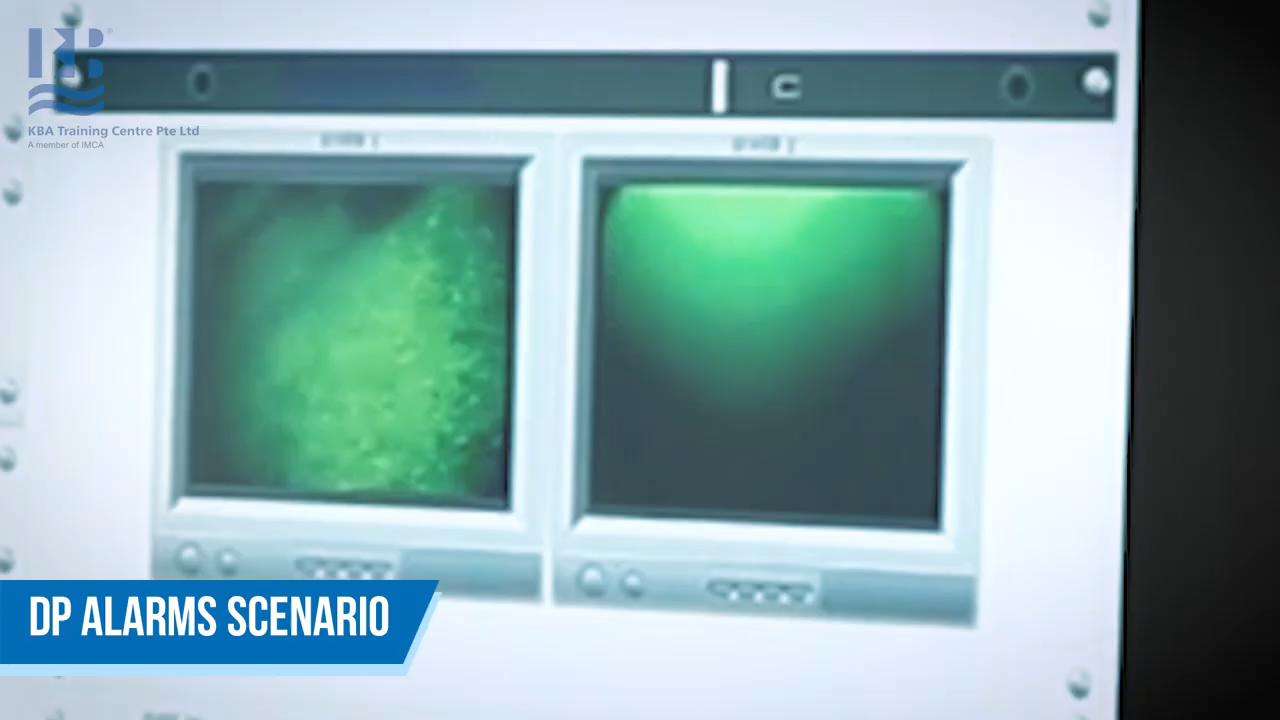 KBA Training Centre Pte Ltd
A member of IMCA
DP ALARMS SCENARIO